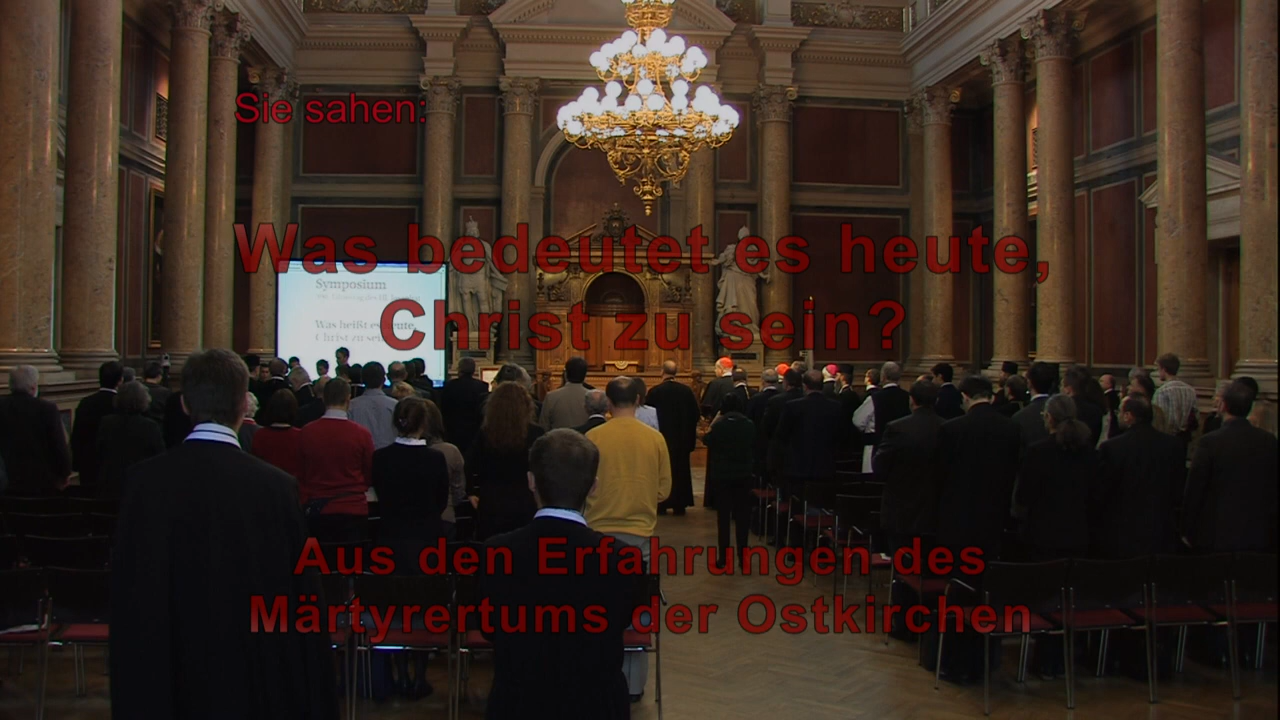 Sie sahen:
Was bedeutet es heute,
Christ zu sein?
Symposium
Was heißt es heute,
Christ zu sein
Aus den Erfahrungen des
Märtyrertums der Ostkirchen